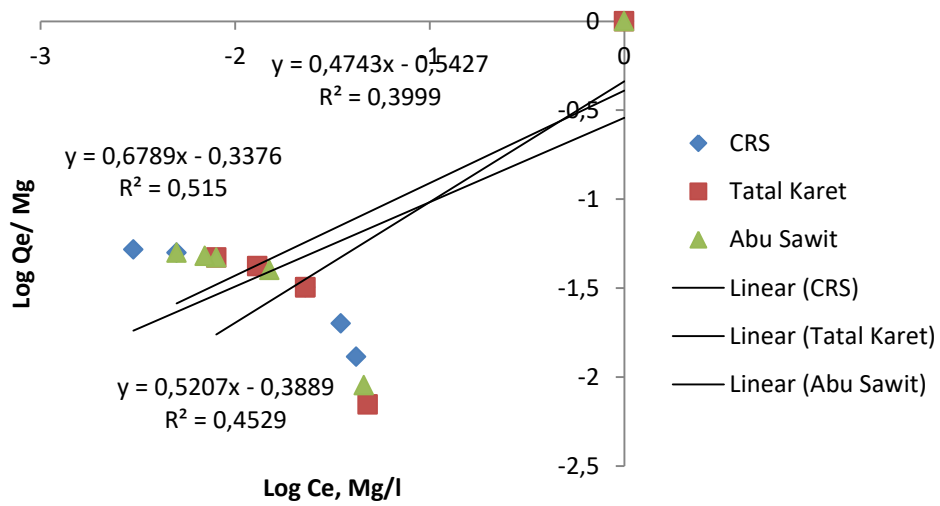 0
-3
-2
-1
0
y = 0,4743x - 0,5427
R² = 0,3999
-0,5
y = 0,6789x - 0,3376
R² = 0,515
-1
-1,5
-2
-2,5
y = 0,5207x - 0,3889
R² = 0,4529
Log Qe/ Mg
Log Ce, Mg/l
CRS
Tatal Karet
Abu Sawit
Linear (CRS)
Linear (Tatal Karet)
Linear (Abu Sawit)